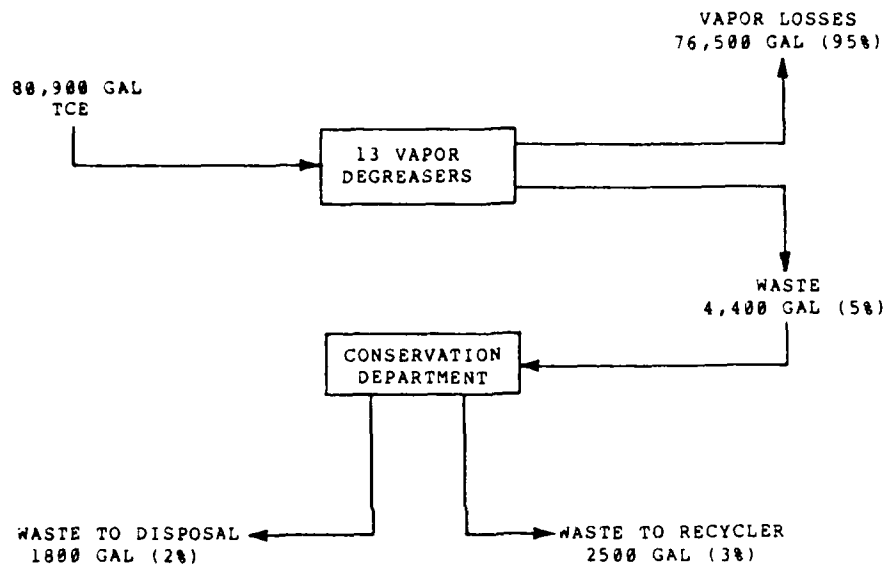 VAPOR LOSSES
76,500 GAL (95%)
80,900 GAL
TCE
13 VAPOR
DEGREASERS
WASTE
4,400 GAL (5%)
CONSERVATION
DEPARTMENT
WASTE TO DISPOSAL
1800 GAL (2%)
WASTE TO RECYCLER
2500 GAL (3%)